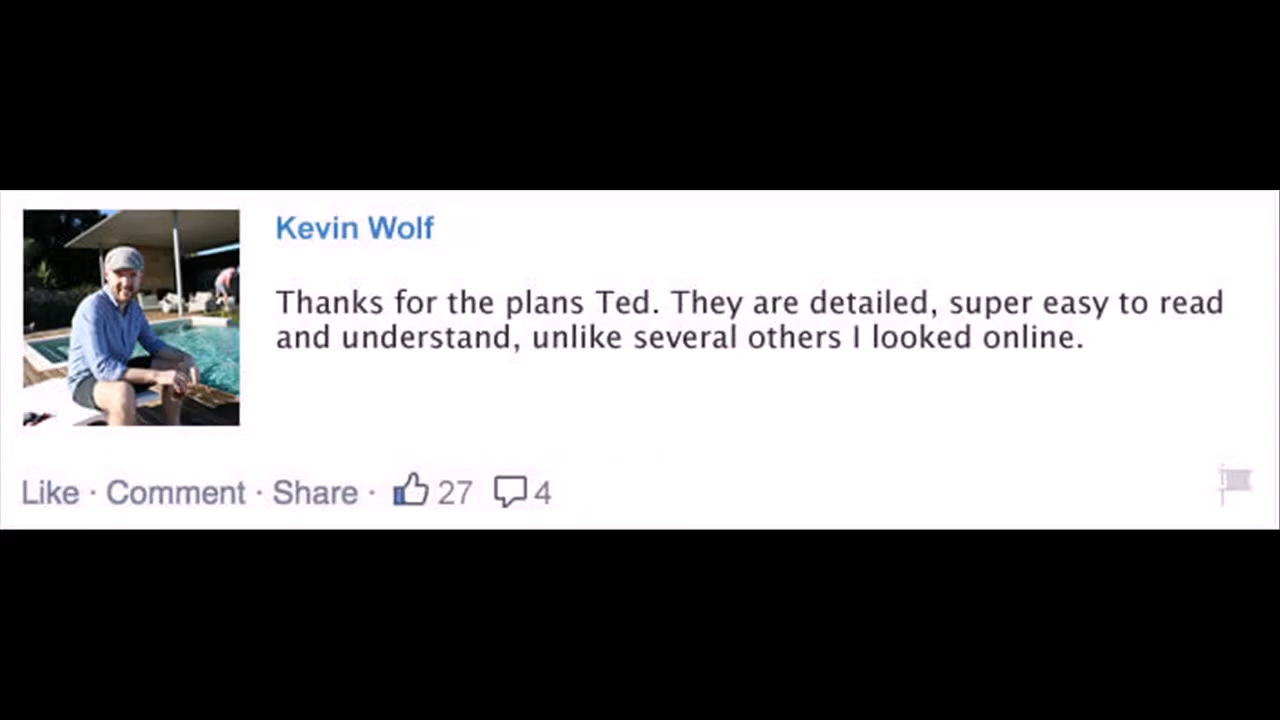 Kevin Wolf
Thanks for the plans Ted. They are detailed, super easy to read
and understand, unlike several others I looked online.
Like · Comment · Share · 27 4